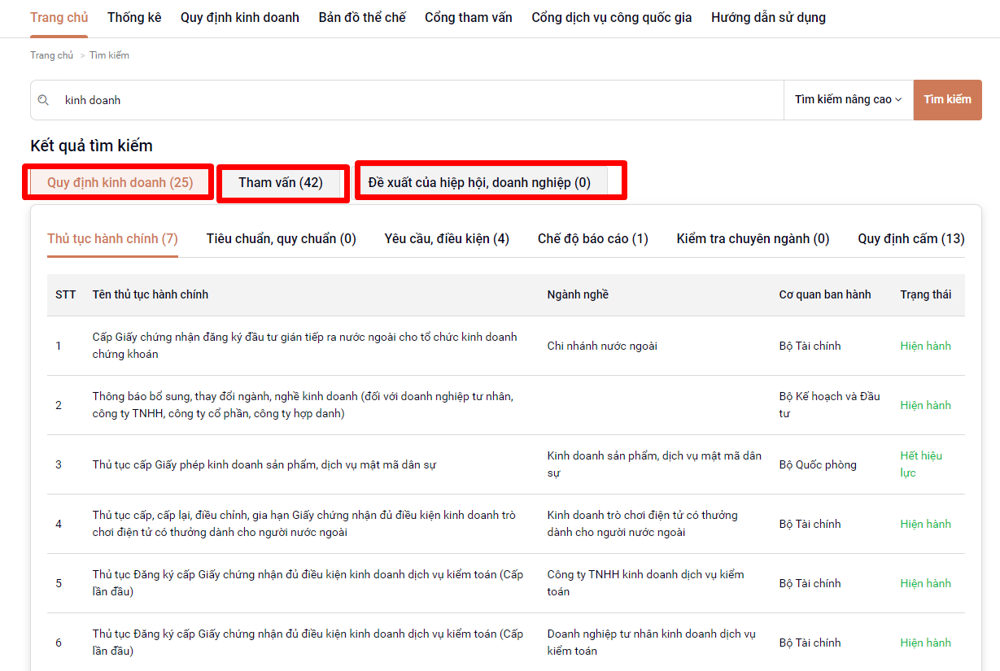 Trang chủ Thống kê Quy định kinh doanh Bản đồ thể chế Cổng tham vấn Cổng dịch vụ công quốc gia Hướng dẫn sử dụng
Trang chủ > Tìm kiếm
kinh doanh Tìm kiếm nâng cao Tìm kiếm
Kết quả tìm kiếm
Quy định kinh doanh (25) Tham vấn (42) Đề xuất của hiệp hội, doanh nghiệp (0)
Thủ tục hành chính (7) Tiêu chuẩn, quy chuẩn (0) Yêu cầu, điều kiện (4) Chế độ báo cáo (1) Kiểm tra chuyên ngành (0) Quy định cấm (13)
STT Tên thủ tục hành chính Ngành nghề Cơ quan ban hành Trạng thái
1 Cấp Giấy chứng nhận đăng ký đầu tư gián tiếp ra nước ngoài cho tổ chức kinh doanh
chứng khoán Chi nhánh nước ngoài Bộ Tài chính Hiện hành
2 Thông báo bổ sung, thay đổi ngành, nghề kinh doanh (đối với doanh nghiệp tư nhân,
công ty TNHH, công ty cổ phần, công ty hợp danh) Bộ Kế hoạch và Đầu
tư Hiện hành
3 Thủ tục cấp Giấy phép kinh doanh sản phẩm, dịch vụ mật mã dân sự Kinh doanh sản phẩm, dịch vụ mật mã dân
sự Bộ Quốc phòng Hết hiệu
lực
4 Thủ tục cấp, cấp lại, điều chỉnh, gia hạn Giấy chứng nhận đủ điều kiện kinh doanh trò
chơi điện tử có thưởng dành cho người nước ngoài Kinh doanh trò chơi điện tử có thưởng
dành cho người nước ngoài Bộ Tài chính Hiện hành
5 Thủ tục Đăng ký cấp Giấy chứng nhận đủ điều kiện kinh doanh dịch vụ kiểm toán (Cấp
lần đầu) Công ty TNHH kinh doanh dịch vụ kiểm
toán Bộ Tài chính Hiện hành
6 Thủ tục Đăng ký cấp Giấy chứng nhận đủ điều kiện kinh doanh dịch vụ kiểm toán (Cấp
lần đầu) Doanh nghiệp tư nhân kinh doanh dịch vụ
kiểm toán Bộ Tài chính Hiện hành